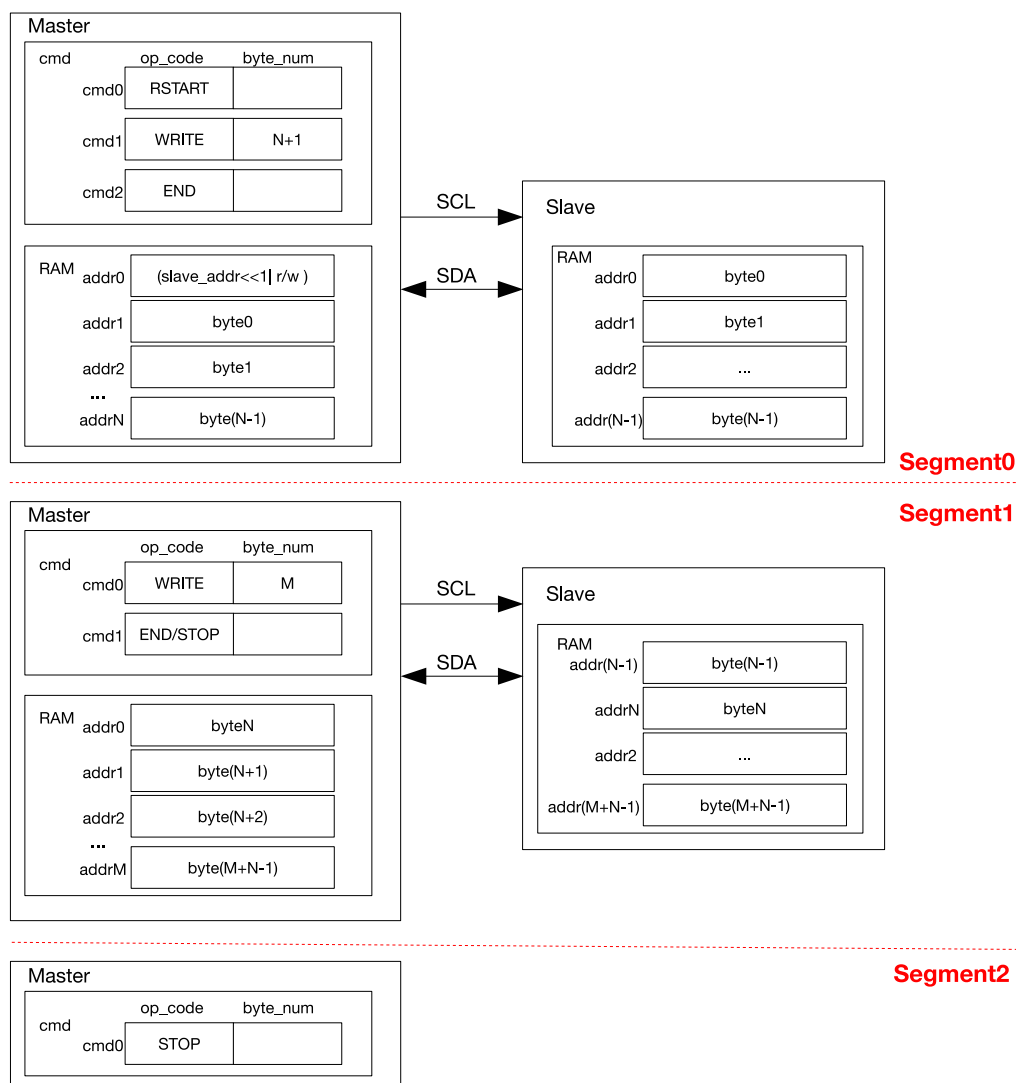 Master
cmd op_code byte_num
cmd0 RSTART
cmd1 WRITE N+1
cmd2 END
RAM
addr0 (slave_addr<<1| r/w )
addr1 byte0
addr2 byte1
...
addrN byte(N-1)
SCL
SDA
Slave
RAM
addr0 byte0
addr1 byte1
addr2 ...
addr(N-1) byte(N-1)
Segment0
Segment1
Master
op_code byte_num
cmd
cmd0 WRITE M
cmd1 END/STOP
RAM
addr0 byteN
addr1 byte(N+1)
addr2 byte(N+2)
...
addrM byte(M+N-1)
SCL
SDA
Slave
RAM
addr(N-1) byte(N-1)
addrN byteN
addr2 ...
addr(M+N-1) byte(M+N-1)
Segment2
Master
op_code byte_num
cmd
cmd0 STOP